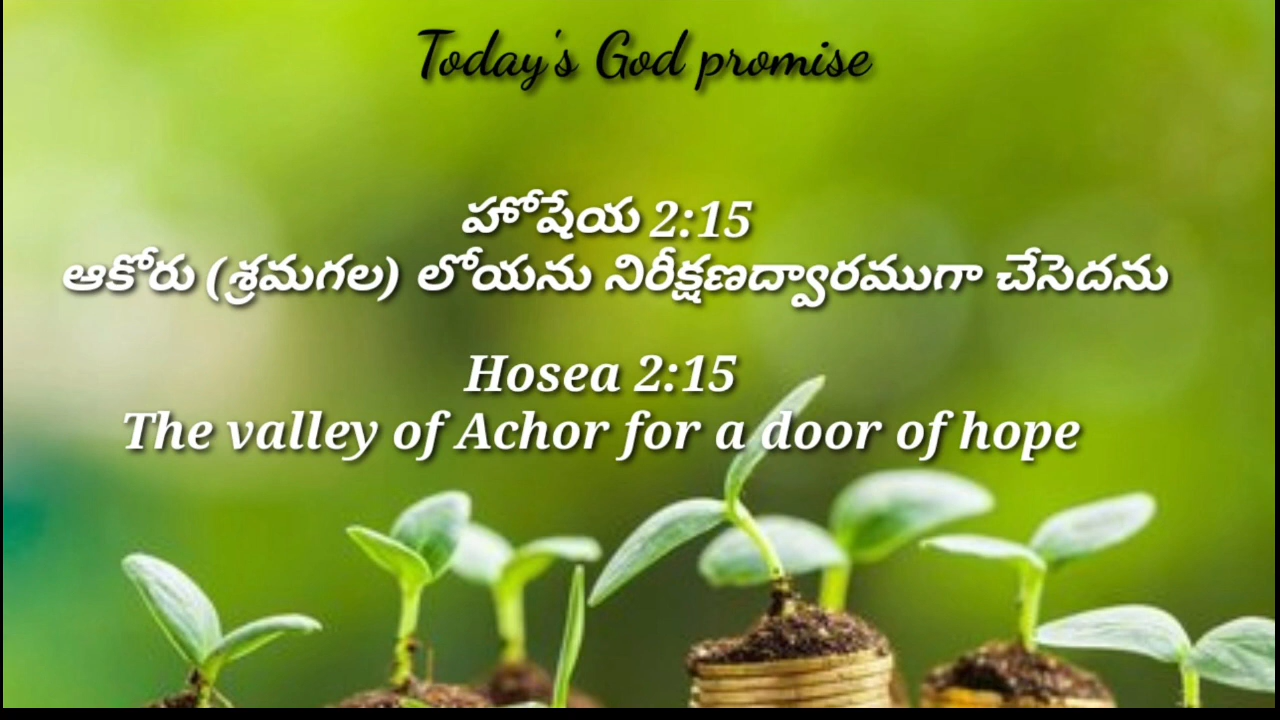 Today's God promise
హోషేయ 2:15
ఆకోరు (శ్రమగల) లోయను నిరీక్షణద్వారముగా చేసెదను
Hosea 2:15
The valley of Achor for a door of hope